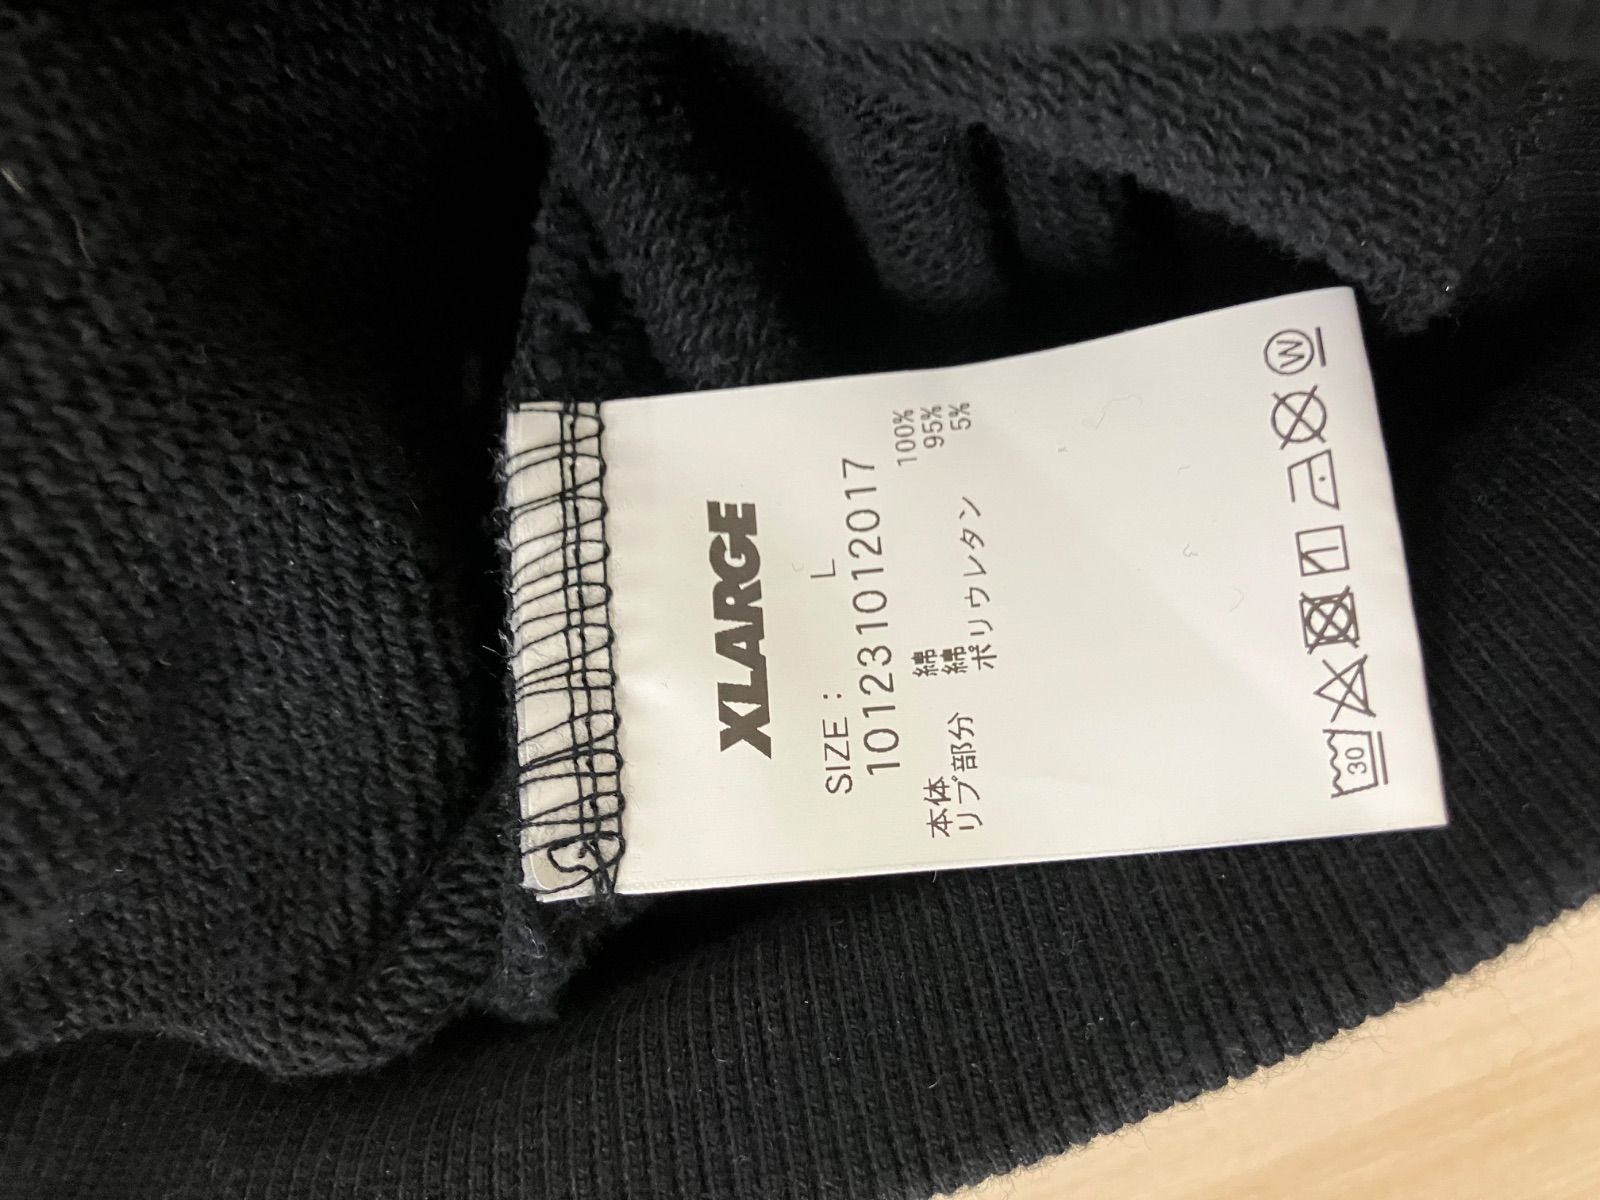 XLARGE
SIZE: L
101231012017
本体 綿 100%
リブ部分 綿 95%
ポリウレタン 5%
30
W